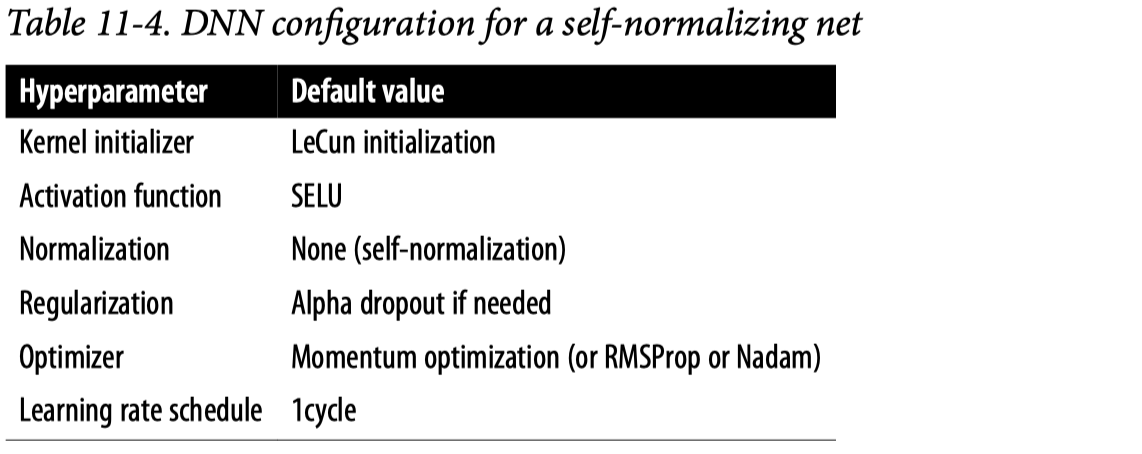 Table 11-4. DNN configuration for a self-normalizing net
Hyperparameter Default value
Kernel initializer LeCun initialization
Activation function SELU
Normalization None (self-normalization)
Regularization Alpha dropout if needed
Optimizer Momentum optimization (or RMSProp or Nadam)
Learning rate schedule 1cycle